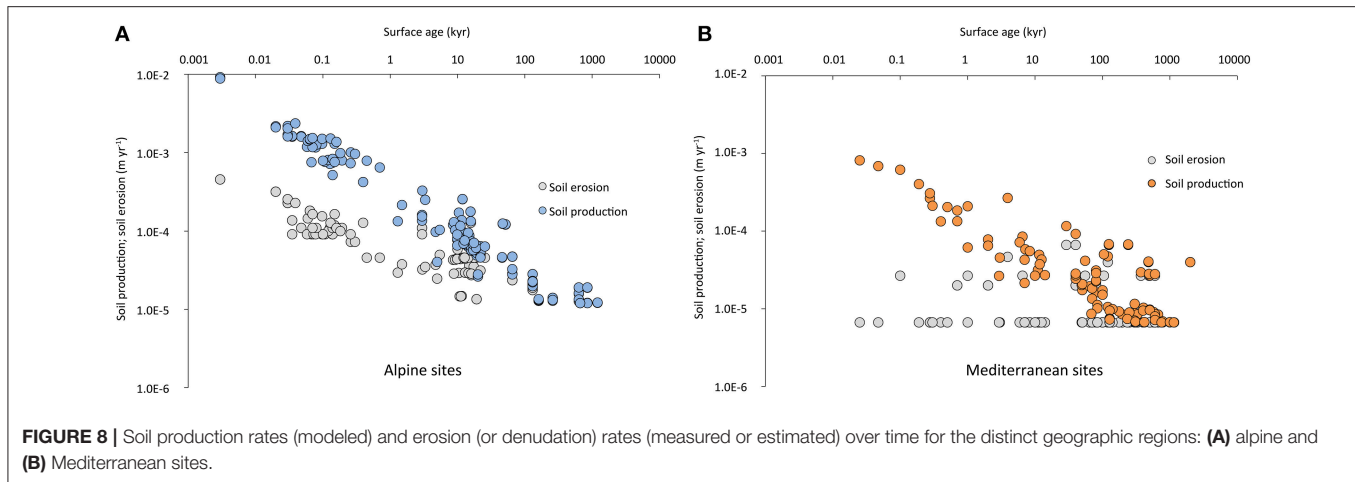 A
Surface age (kyr)
0.001 0.01 0.1 1 10 100 1000 10000
1.0E-2
1.0E-3
1.0E-4
1.0E-5
1.0E-6
Soil production; soil erosion (m yr⁻¹)
Soil erosion
Soil production
Alpine sites
B
Surface age (kyr)
0.001 0.01 0.1 1 10 100 1000 10000
1.0E-2
1.0E-3
1.0E-4
1.0E-5
1.0E-6
Soil production; soil erosion (m yr⁻¹)
Soil erosion
Soil production
Mediterranean sites
FIGURE 8 | Soil production rates (modeled) and erosion (or denudation) rates (measured or estimated) over time for the distinct geographic regions: (A) alpine and
(B) Mediterranean sites.